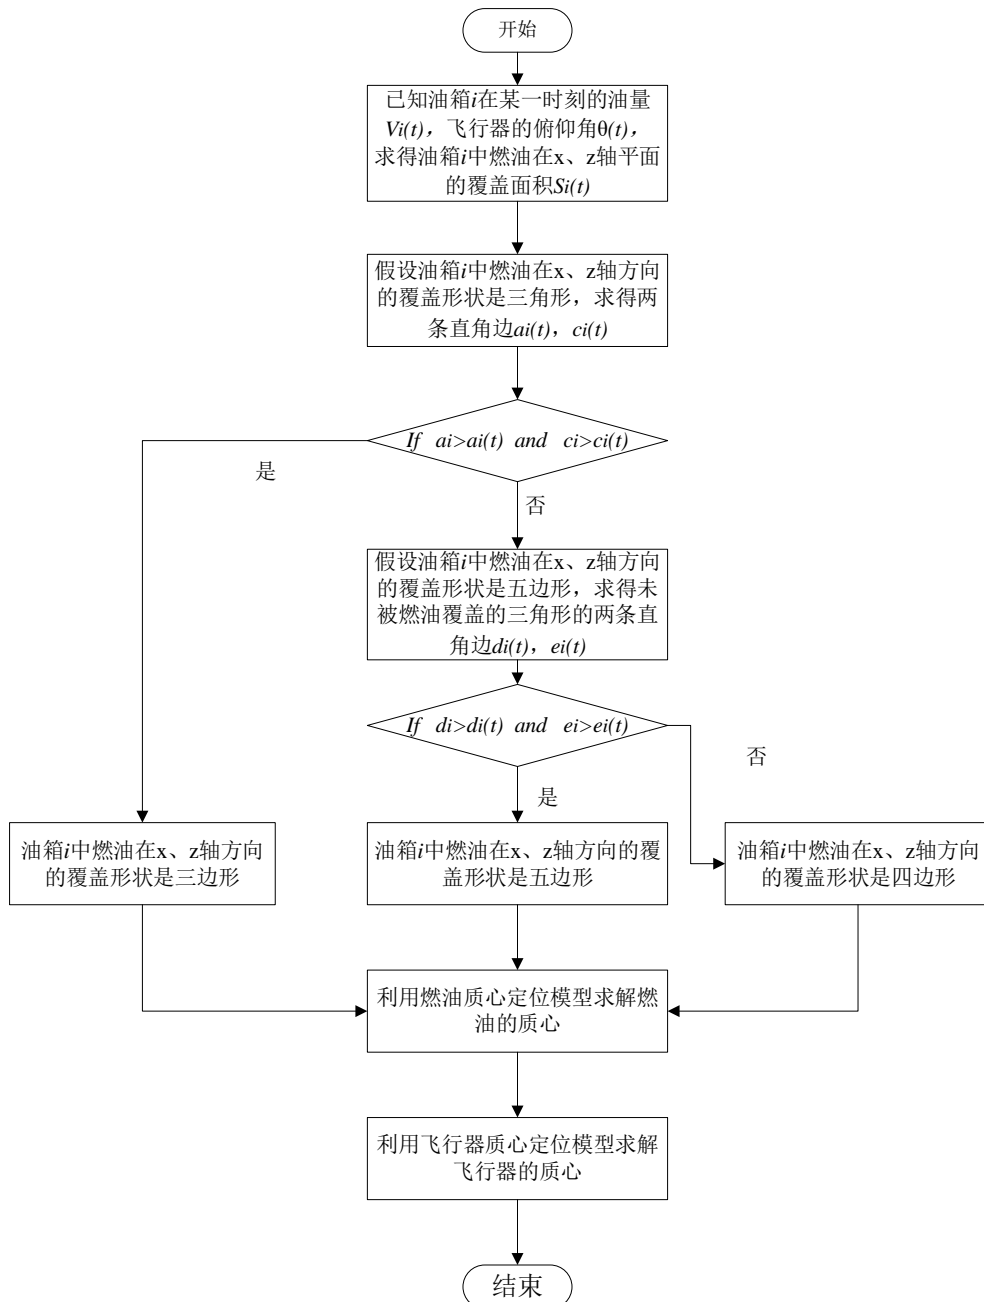 开始
已知油箱i在某一时刻的油量
Vi(t)，飞行器的俯仰角θ(t)，
求得油箱i中燃油在x、z轴平面
的覆盖面积Si(t)
假设油箱i中燃油在x、z轴方向
的覆盖形状是三角形，求得两
条直角边ai(t)，ci(t)
If ai>ai(t) and ci>ci(t)
是
否
假设油箱i中燃油在x、z轴方向
的覆盖形状是五边形，求得未
被燃油覆盖的三角形的两条直
角边di(t)，ei(t)
If di>di(t) and ei>ei(t)
否
是
油箱i中燃油在x、z轴方向
的覆盖形状是三边形
油箱i中燃油在x、z轴方向的覆
盖形状是五边形
油箱i中燃油在x、z轴方向
的覆盖形状是四边形
利用燃油质心定位模型求解燃
油的质心
利用飞行器质心定位模型求解
飞行器的质心
结束